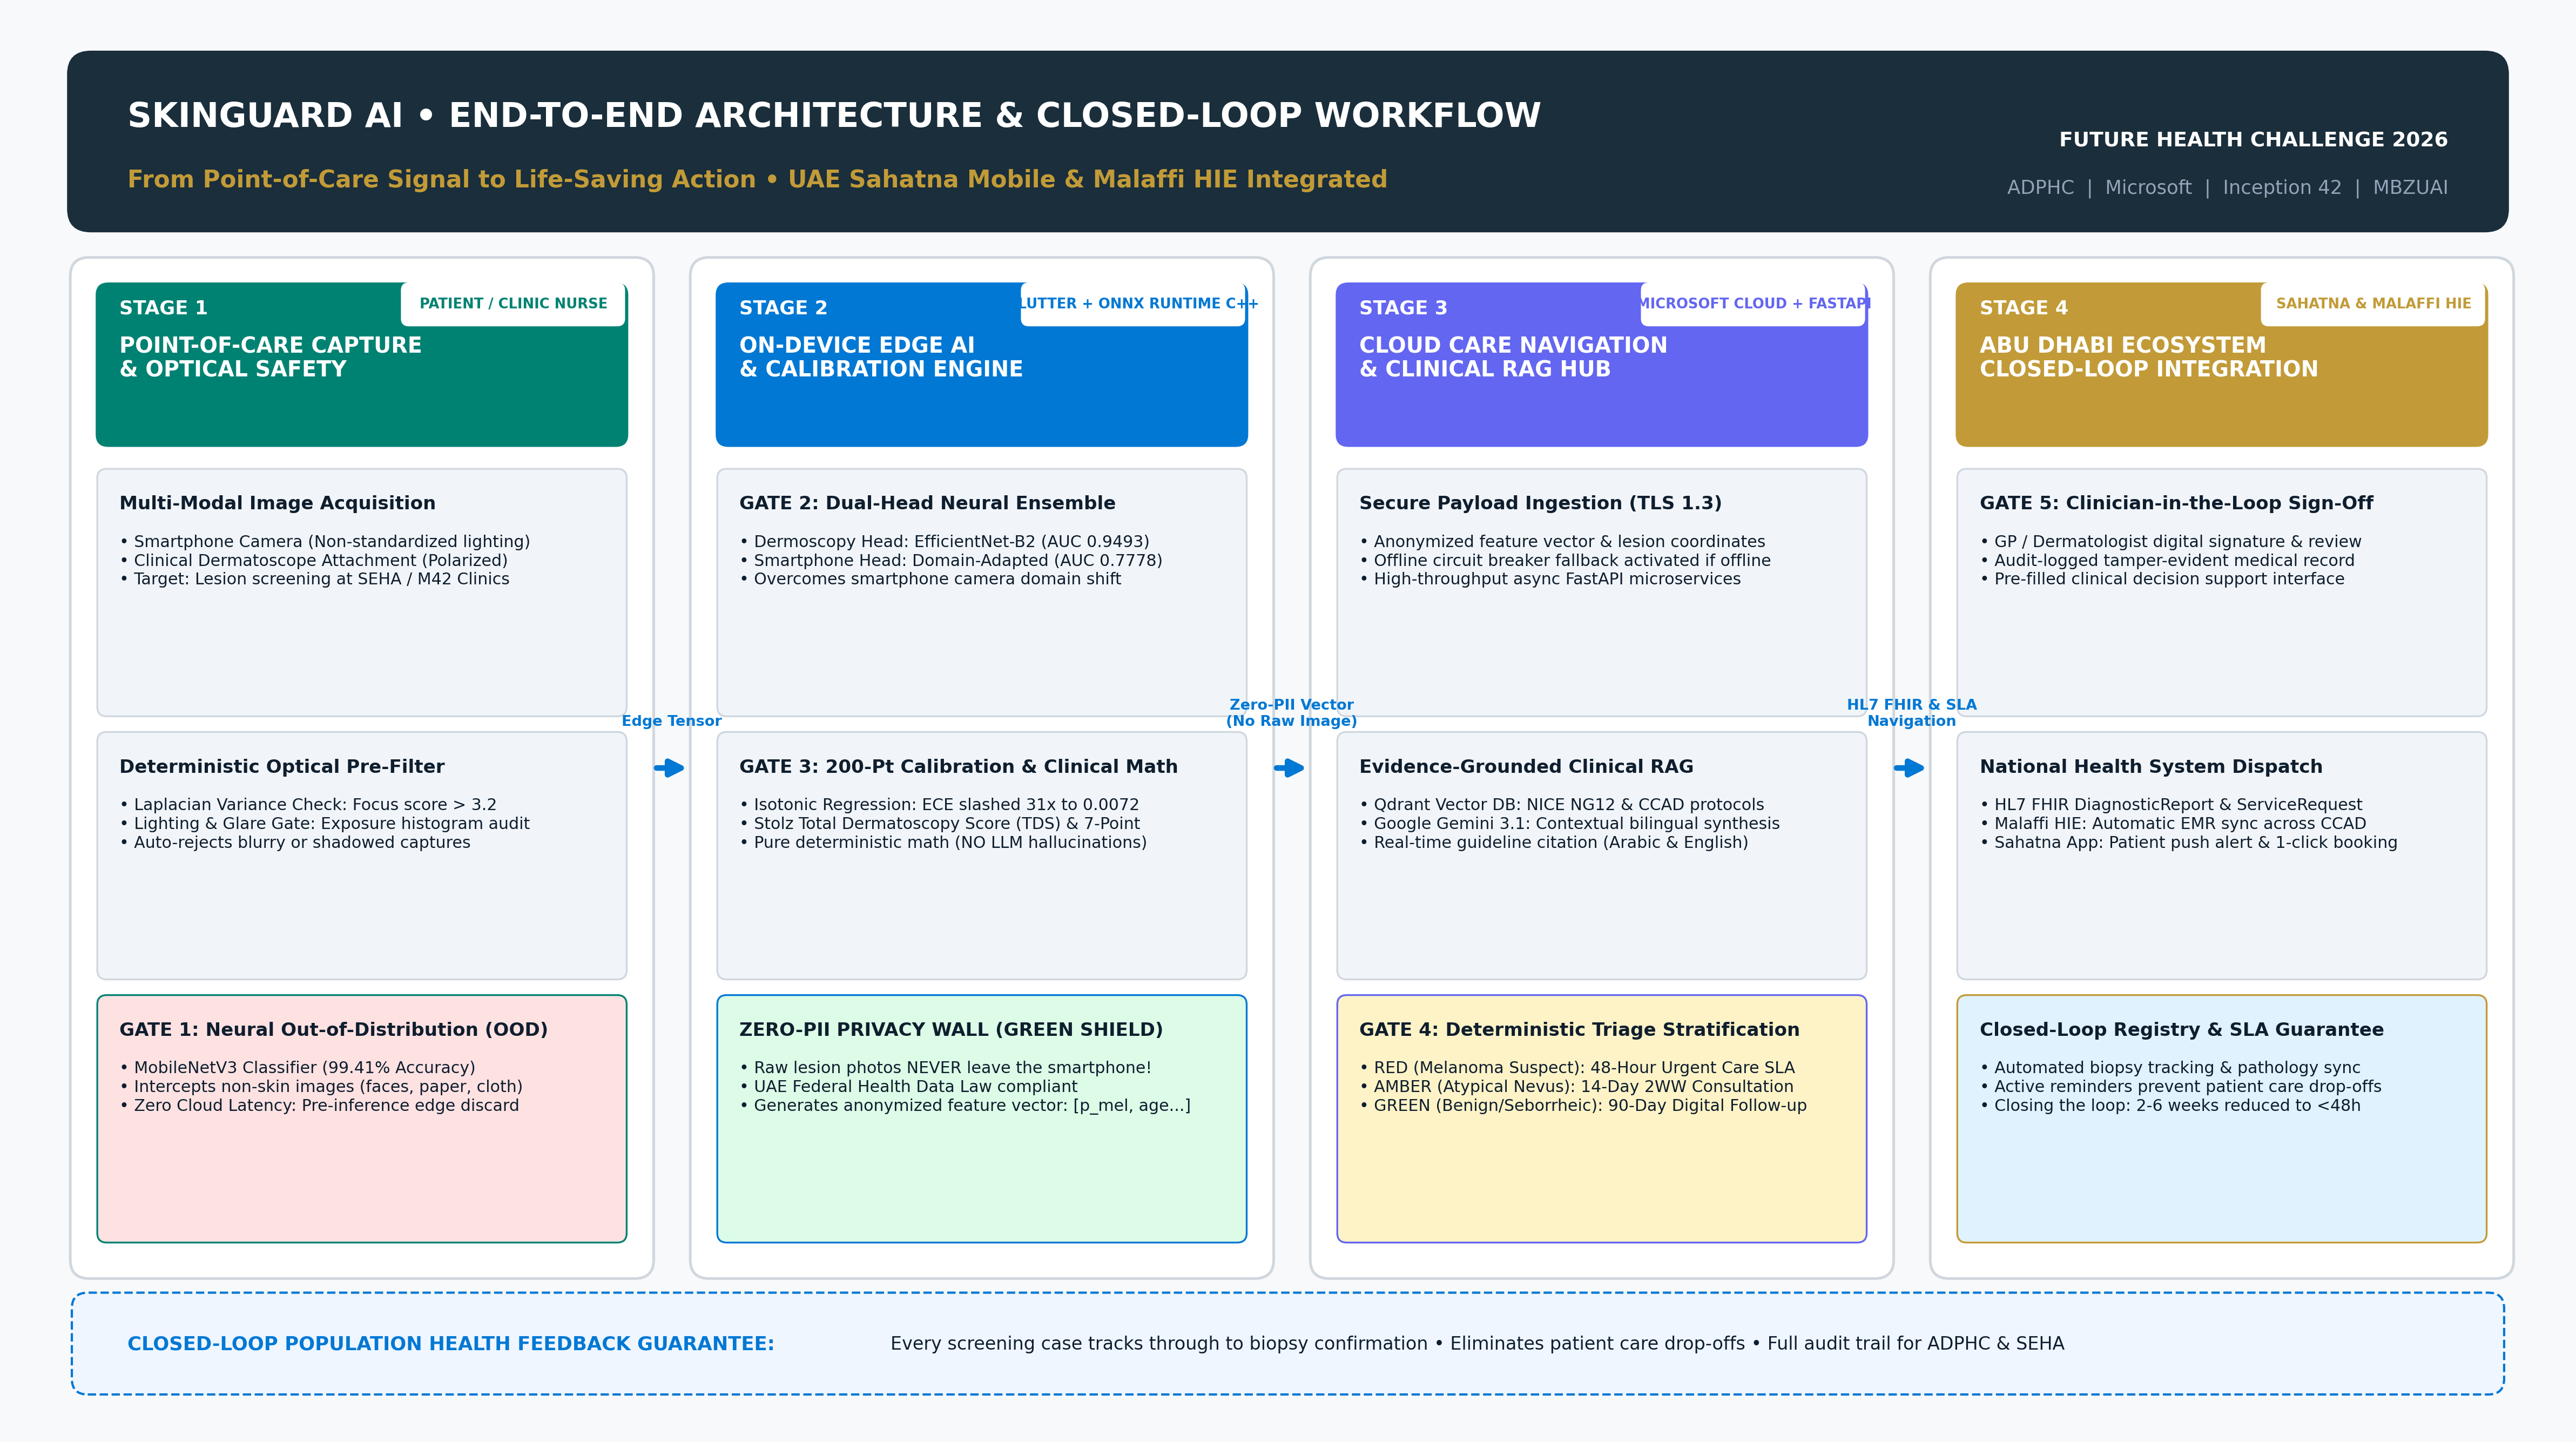 SKINGUARD AI • END-TO-END ARCHITECTURE & CLOSED-LOOP WORKFLOW
From Point-of-Care Signal to Life-Saving Action • UAE Sahatna Mobile & Malaffi HIE Integrated
FUTURE HEALTH CHALLENGE 2026
ADPHC | Microsoft | Inception 42 | MBZUAI
STAGE 1
PATIENT / CLINIC NURSE
POINT-OF-CARE CAPTURE
& OPTICAL SAFETY
Multi-Modal Image Acquisition
• Smartphone Camera (Non-standardized lighting)
• Clinical Dermatoscope Attachment (Polarized)
• Target: Lesion screening at SEHA / M42 Clinics
Deterministic Optical Pre-Filter
• Laplacian Variance Check: Focus score > 3.2
• Lighting & Glare Gate: Exposure histogram audit
• Auto-rejects blurry or shadowed captures
GATE 1: Neural Out-of-Distribution (OOD)
• MobileNetV3 Classifier (99.41% Accuracy)
• Intercepts non-skin images (faces, paper, cloth)
• Zero Cloud Latency: Pre-inference edge discard
Edge Tensor
STAGE 2
LUTTER + ONNX RUNTIME C++
ON-DEVICE EDGE AI
& CALIBRATION ENGINE
GATE 2: Dual-Head Neural Ensemble
• Dermoscopy Head: EfficientNet-B2 (AUC 0.9493)
• Smartphone Head: Domain-Adapted (AUC 0.7778)
• Overcomes smartphone camera domain shift
GATE 3: 200-Pt Calibration & Clinical Math
• Isotonic Regression: ECE slashed 31x to 0.0072
• Stolz Total Dermatoscopy Score (TDS) & 7-Point
• Pure deterministic math (NO LLM hallucinations)
ZERO-PII PRIVACY WALL (GREEN SHIELD)
• Raw lesion photos NEVER leave the smartphone!
• UAE Federal Health Data Law compliant
• Generates anonymized feature vector: [p_mel, age...]
Zero-PII Vector
(No Raw Image)
STAGE 3
MICROSOFT CLOUD + FASTAPI
CLOUD CARE NAVIGATION
& CLINICAL RAG HUB
Secure Payload Ingestion (TLS 1.3)
• Anonymized feature vector & lesion coordinates
• Offline circuit breaker fallback activated if offline
• High-throughput async FastAPI microservices
Evidence-Grounded Clinical RAG
• Qdrant Vector DB: NICE NG12 & CCAD protocols
• Google Gemini 3.1: Contextual bilingual synthesis
• Real-time guideline citation (Arabic & English)
GATE 4: Deterministic Triage Stratification
• RED (Melanoma Suspect): 48-Hour Urgent Care SLA
• AMBER (Atypical Nevus): 14-Day 2WW Consultation
• GREEN (Benign/Seborrheic): 90-Day Digital Follow-up
HL7 FHIR & SLA
Navigation
STAGE 4
SAHATNA & MALAFFI HIE
ABU DHABI ECOSYSTEM
CLOSED-LOOP INTEGRATION
GATE 5: Clinician-in-the-Loop Sign-Off
• GP / Dermatologist digital signature & review
• Audit-logged tamper-evident medical record
• Pre-filled clinical decision support interface
National Health System Dispatch
• HL7 FHIR DiagnosticReport & ServiceRequest
• Malaffi HIE: Automatic EMR sync across CCAD
• Sahatna App: Patient push alert & 1-click booking
Closed-Loop Registry & SLA Guarantee
• Automated biopsy tracking & pathology sync
• Active reminders prevent patient care drop-offs
• Closing the loop: 2-6 weeks reduced to <48h
CLOSED-LOOP POPULATION HEALTH FEEDBACK GUARANTEE:
Every screening case tracks through to biopsy confirmation • Eliminates patient care drop-offs • Full audit trail for ADPHC & SEHA